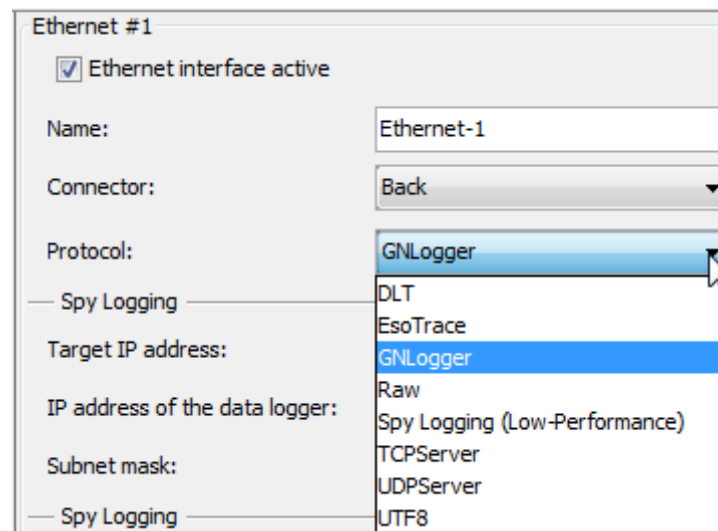 Ethernet #1
Ethernet interface active
Name:
Ethernet-1
Connector:
Back
Protocol:
GNLogger
DLT
Spy Logging
EsoTrace
Target IP address:
GNLogger
Raw
IP address of the data logger:
Spy Logging (Low-Performance)
TCPServer
Subnet mask:
UDPServer
Spy Logging
UTF8